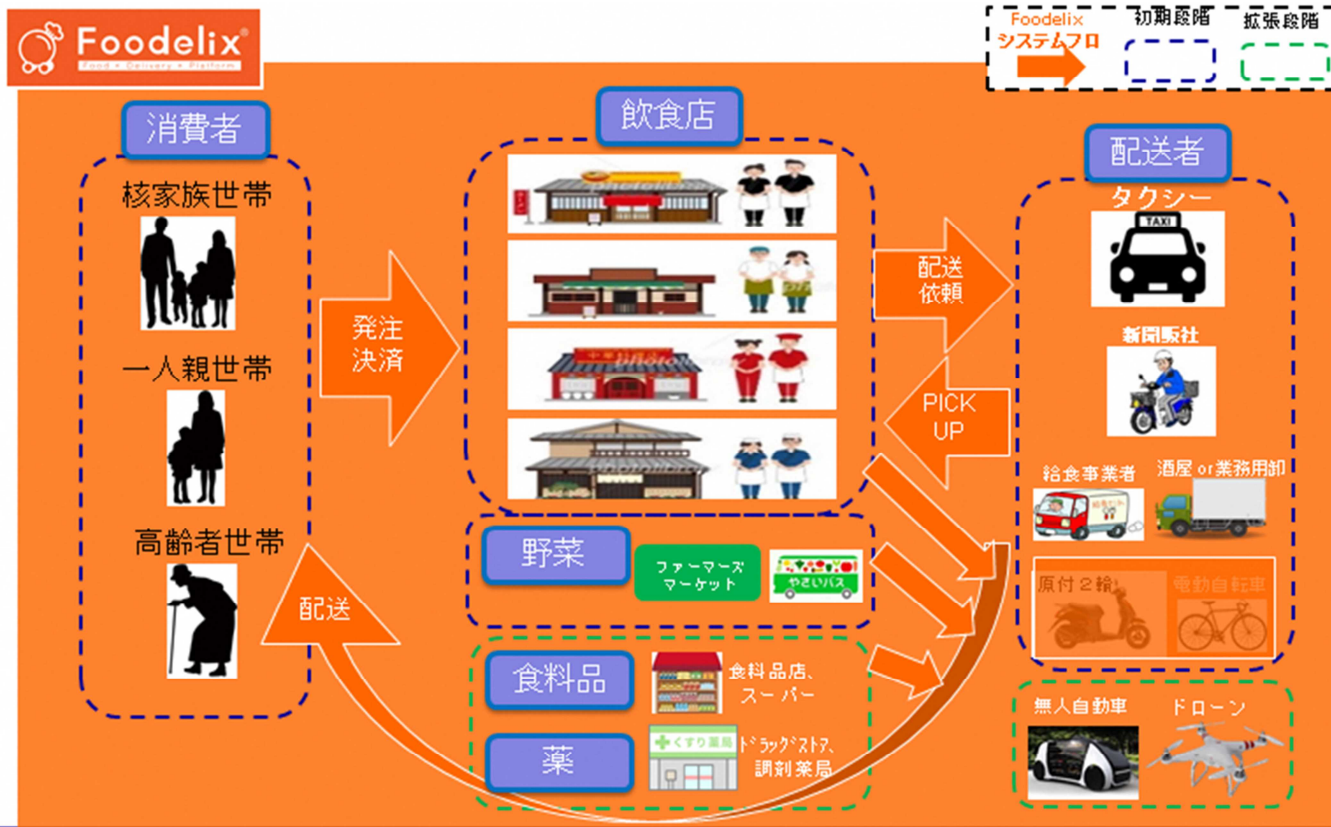 Foodelix®
Food • Delivery • Platform
Foodelix
システムフロ
初期段階
拡張段階
消費者
核家族世帯
一人親世帯
高齢者世帯
発注
決済
飲食店
配送
依頼
PICK
UP
配送者
タクシー
TAXI
新聞販社
給食事業者
酒屋 or 業務用卸
原付2輪
電動自転車
無人自動車
ドローン
野菜
ファーマーズ
マーケット
やさいバス
食料品
食料品店、
スーパー
薬
くすり薬局
ドラッグストア、
調剤薬局
配送